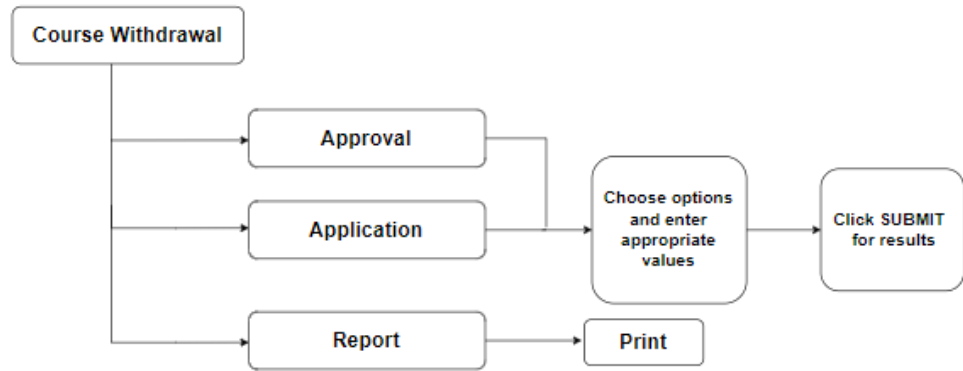 Course Withdrawal
Approval
Application
Choose options
and enter
appropriate
values
Click SUBMIT
for results
Report
Print